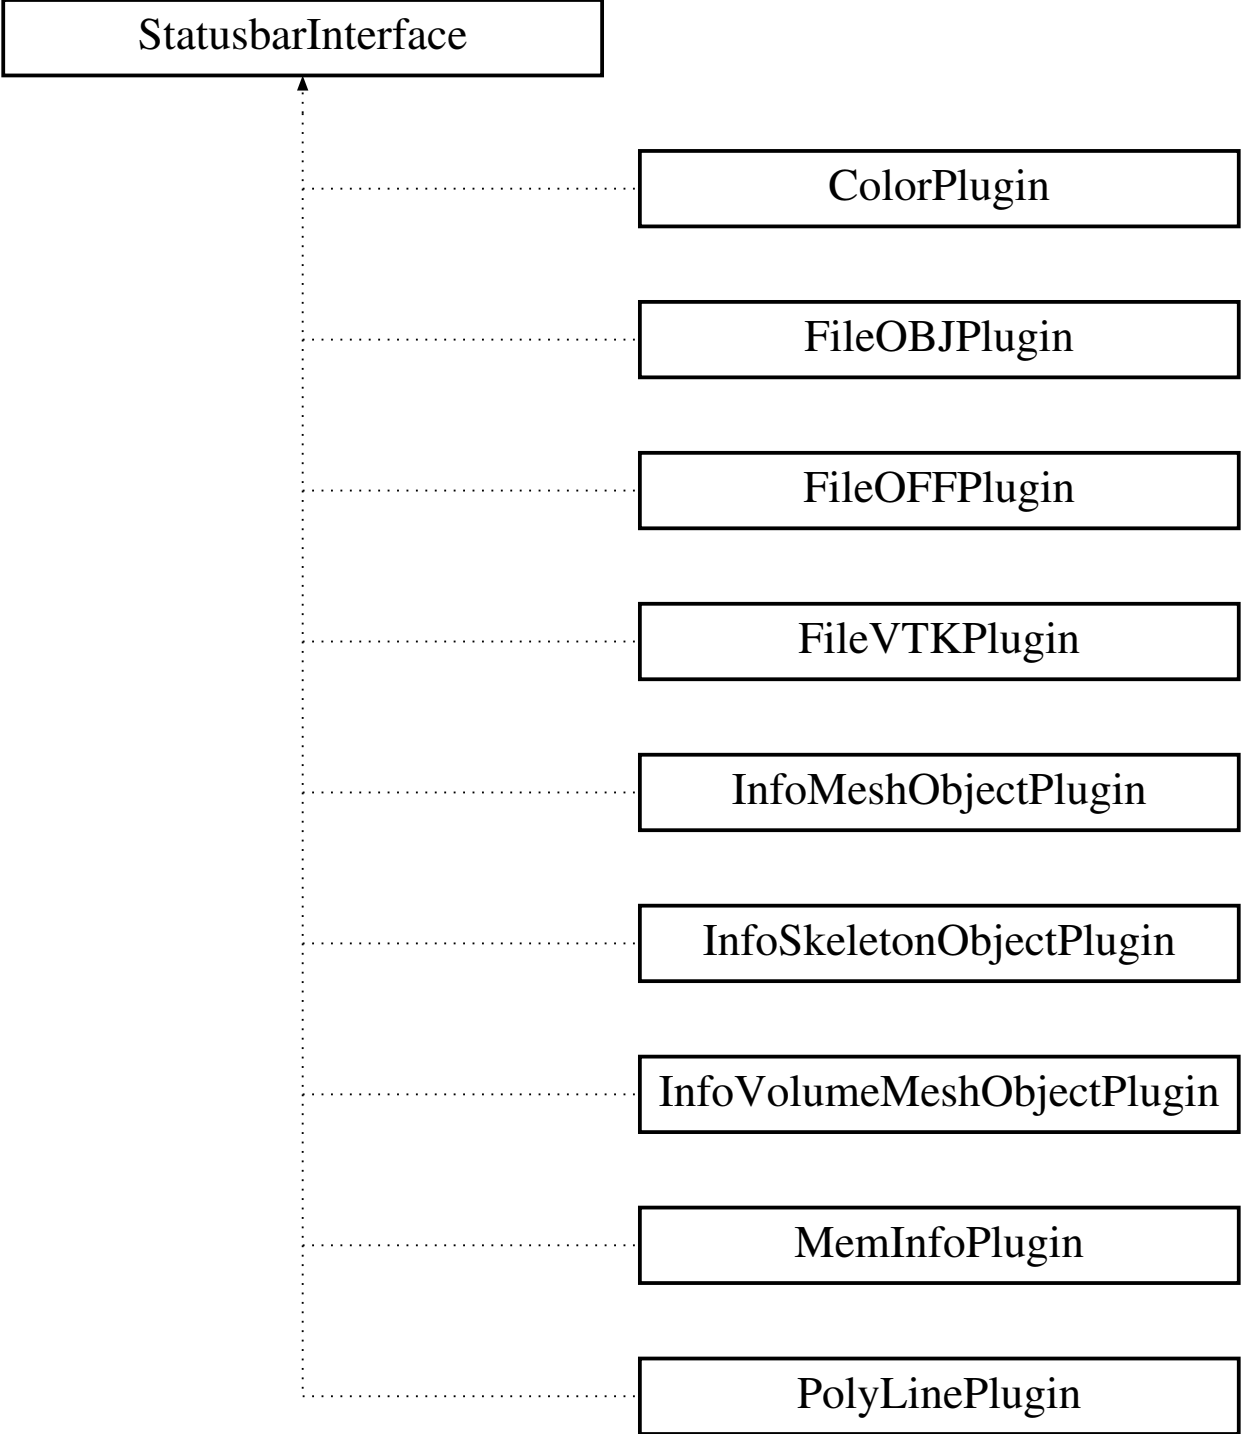 StatusbarInterface
ColorPlugin
FileOBJPlugin
FileOFFPlugin
FileVTKPlugin
InfoMeshObjectPlugin
InfoSkeletonObjectPlugin
InfoVolumeMeshObjectPlugin
MemInfoPlugin
PolyLinePlugin